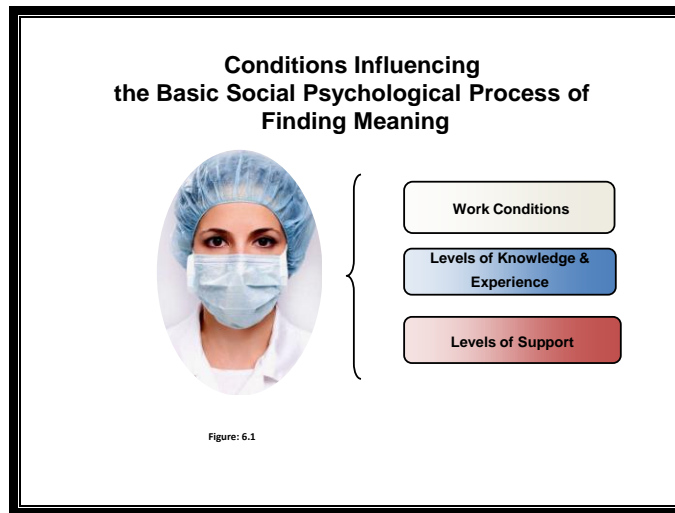 Conditions Influencing
the Basic Social Psychological Process of
Finding Meaning
Work Conditions
Levels of Knowledge &
Experience
Levels of Support
Figure: 6.1